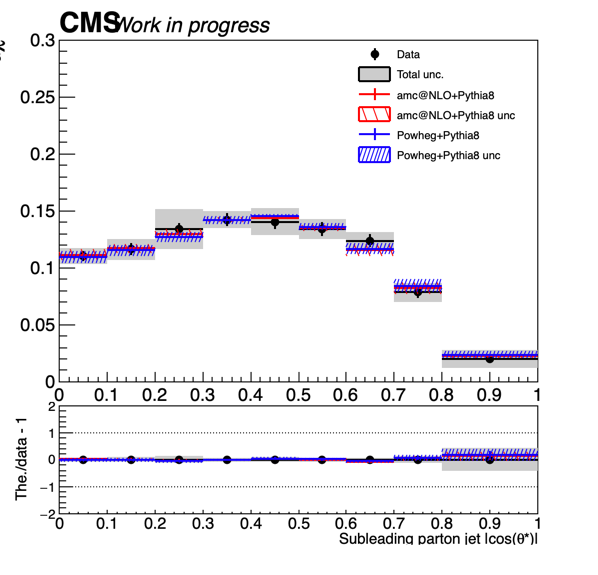 CMS Work in progress
0.3
0.25
0.2
0.15
0.1
0.05
0
Data
Total unc.
amc@NLO+Pythia8
amc@NLO+Pythia8 unc
Powheg+Pythia8
Powheg+Pythia8 unc
0 0.1 0.2 0.3 0.4 0.5 0.6 0.7 0.8 0.9 1
The./data - 1
2
1
0
−1
−2
0 0.1 0.2 0.3 0.4 0.5 0.6 0.7 0.8 0.9 1
Subleading parton jet |cos(θ*)|